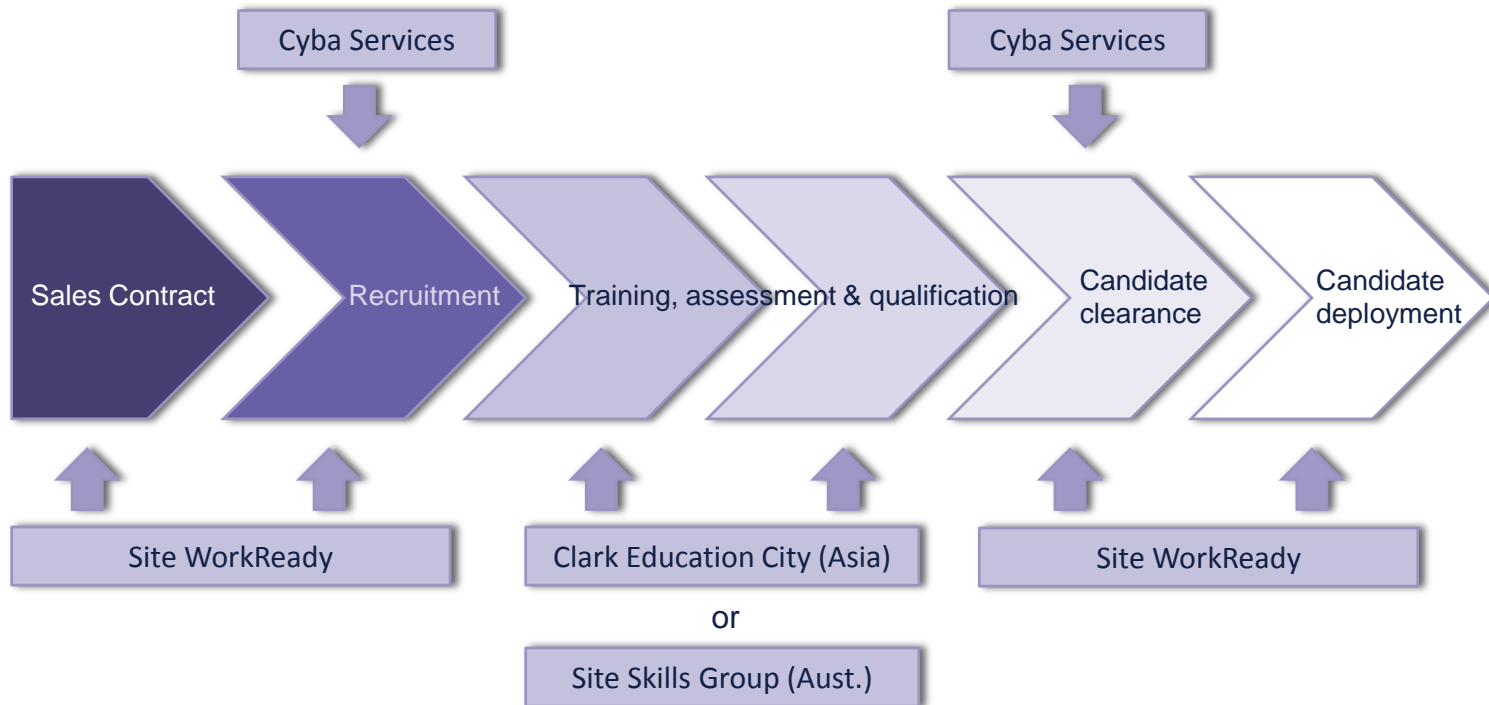 Cyba Services
Cyba Services
Sales Contract
Recruitment
Training, assessment & qualification
Candidate
clearance
Candidate
deployment
Site WorkReady
Clark Education City (Asia)
Site WorkReady
or
Site Skills Group (Aust.)